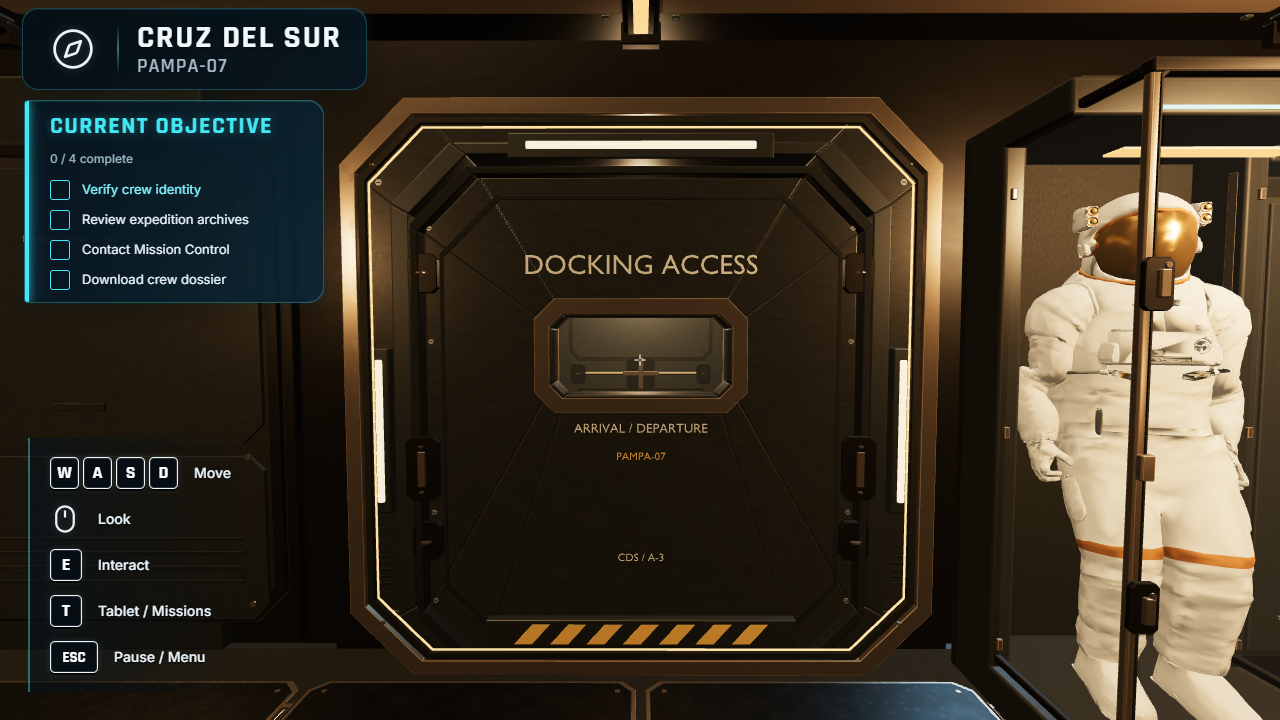 CRUZ DEL SUR
PAMPA-07
CURRENT OBJECTIVE
0 / 4 complete
Verify crew identity
Review expedition archives
Contact Mission Control
Download crew dossier
DOCKING ACCESS
ARRIVAL / DEPARTURE
PAMPA-07
CDS / A-3
W A S D Move
Look
E Interact
T Tablet / Missions
ESC Pause / Menu